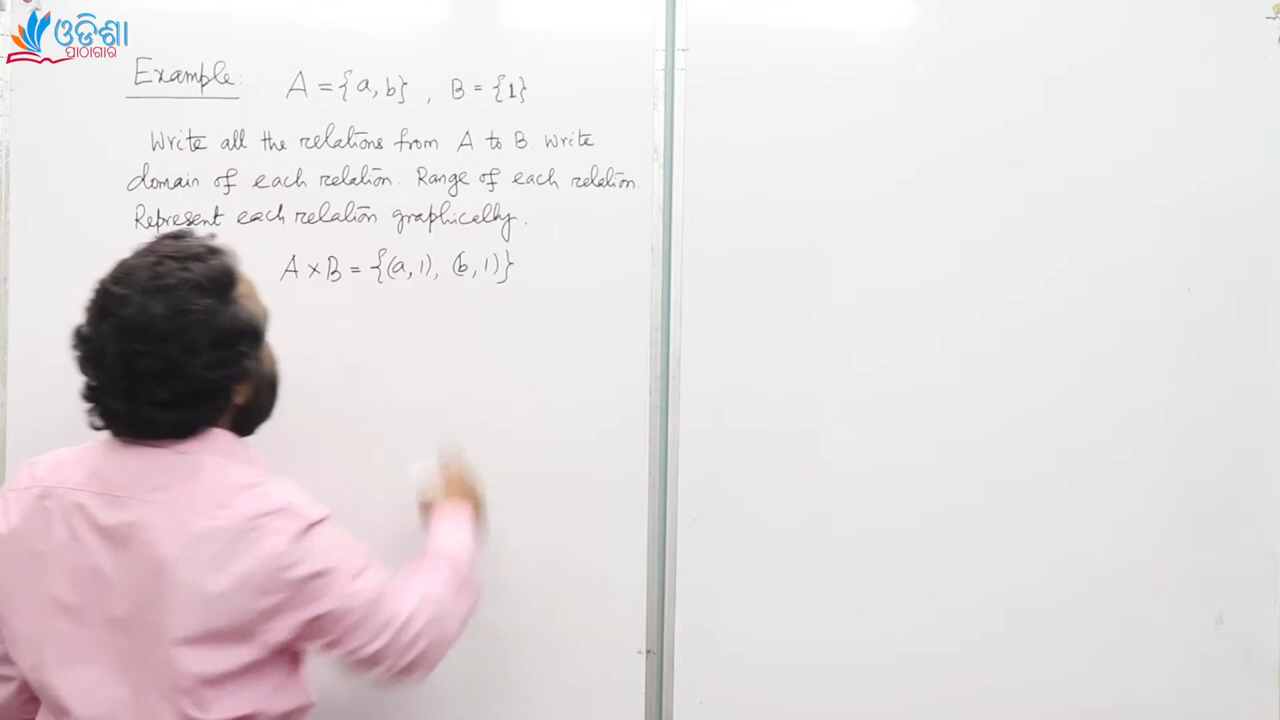 ଓଡିଶା
ପାଠାଗାର
Example: A = {a, b} , B = {1}
Write all the relations from A to B. Write
domain of each relation. Range of each relation.
Represent each relation graphically.
A × B = {(a, 1), (b, 1)}